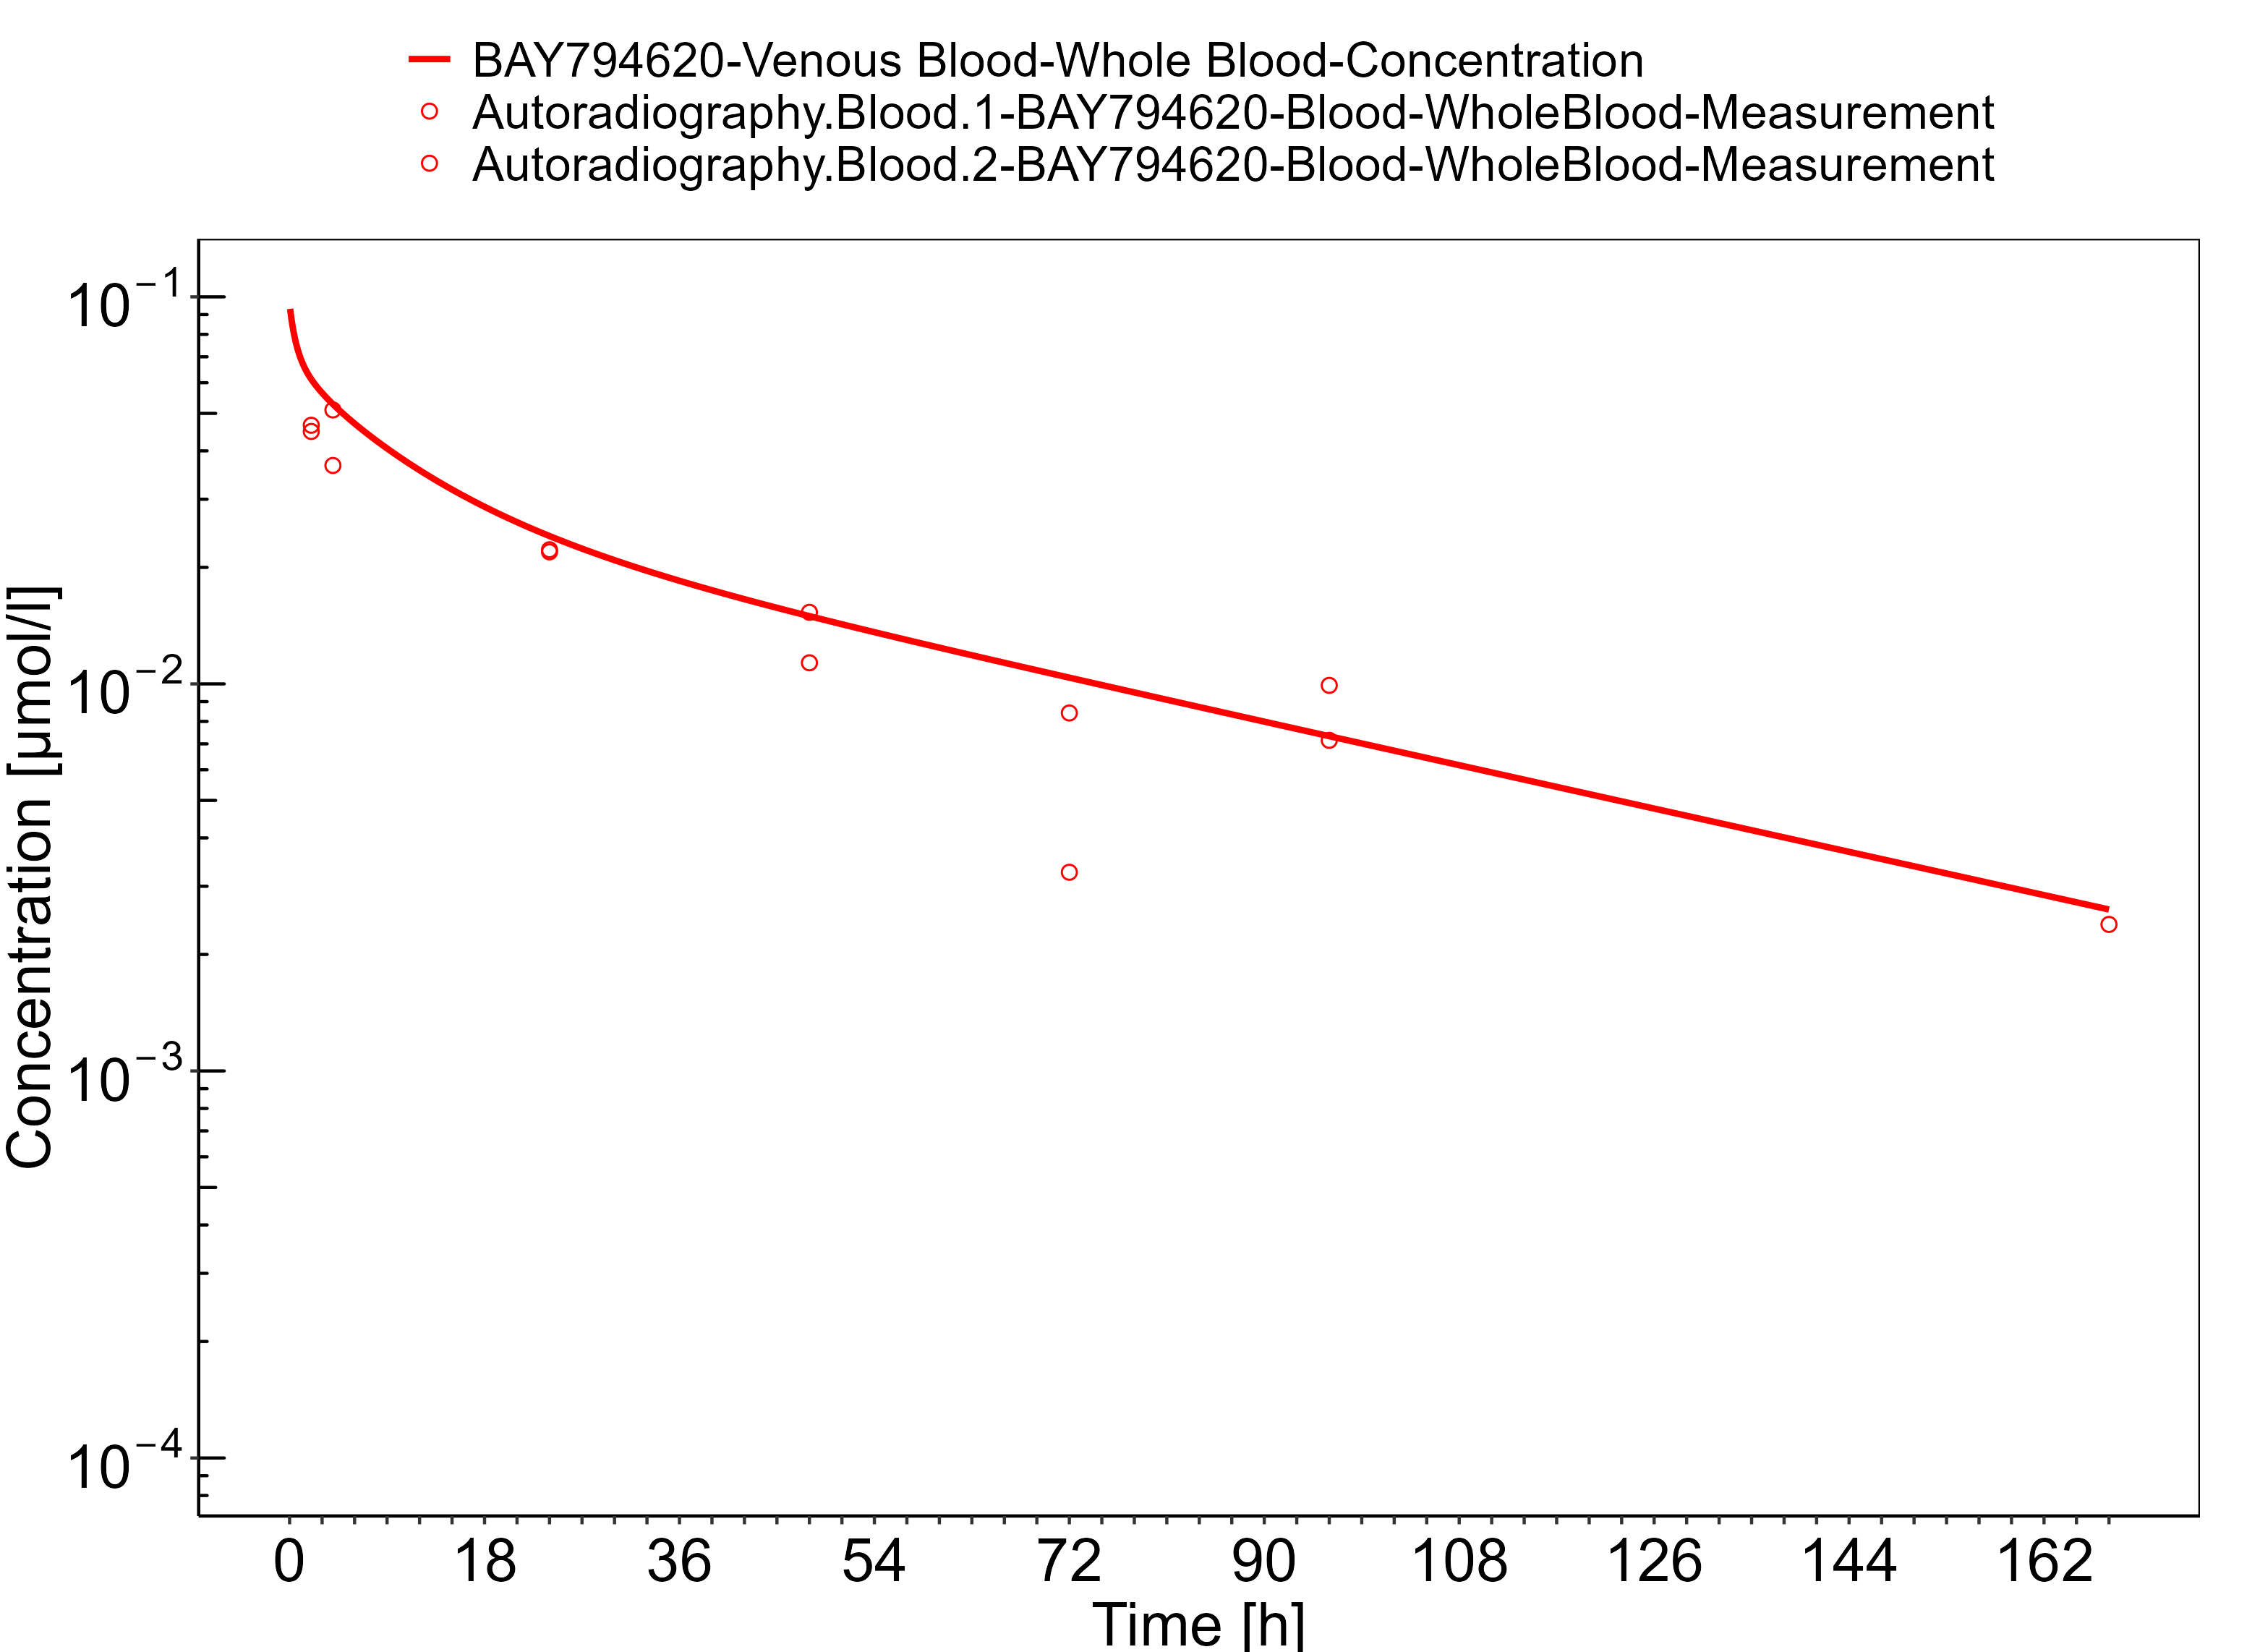 BAY794620-Venous Blood-Whole Blood-Concentration
Autoradiography.Blood.1-BAY794620-Blood-WholeBlood-Measurement
Autoradiography.Blood.2-BAY794620-Blood-WholeBlood-Measurement
Concentration [µmol/l]
10⁻¹
10⁻²
10⁻³
10⁻⁴
0 18 36 54 72 90 108 126 144 162
Time [h]